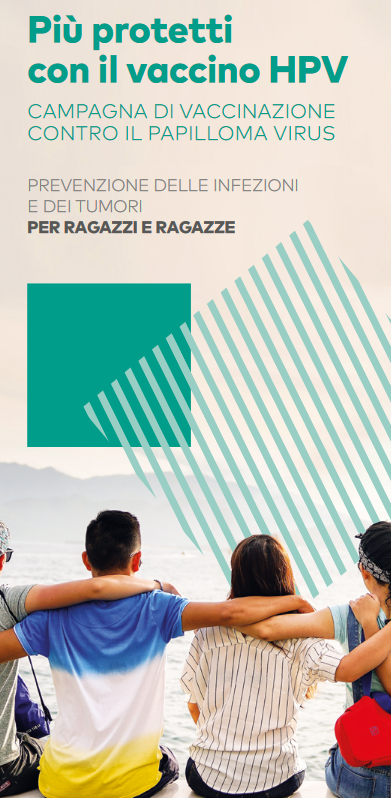 Più protetti
con il vaccino HPV
CAMPAGNA DI VACCINAZIONE
CONTRO IL PAPILLOMA VIRUS
PREVENZIONE DELLE INFEZIONI
E DEI TUMORI
PER RAGAZZI E RAGAZZE